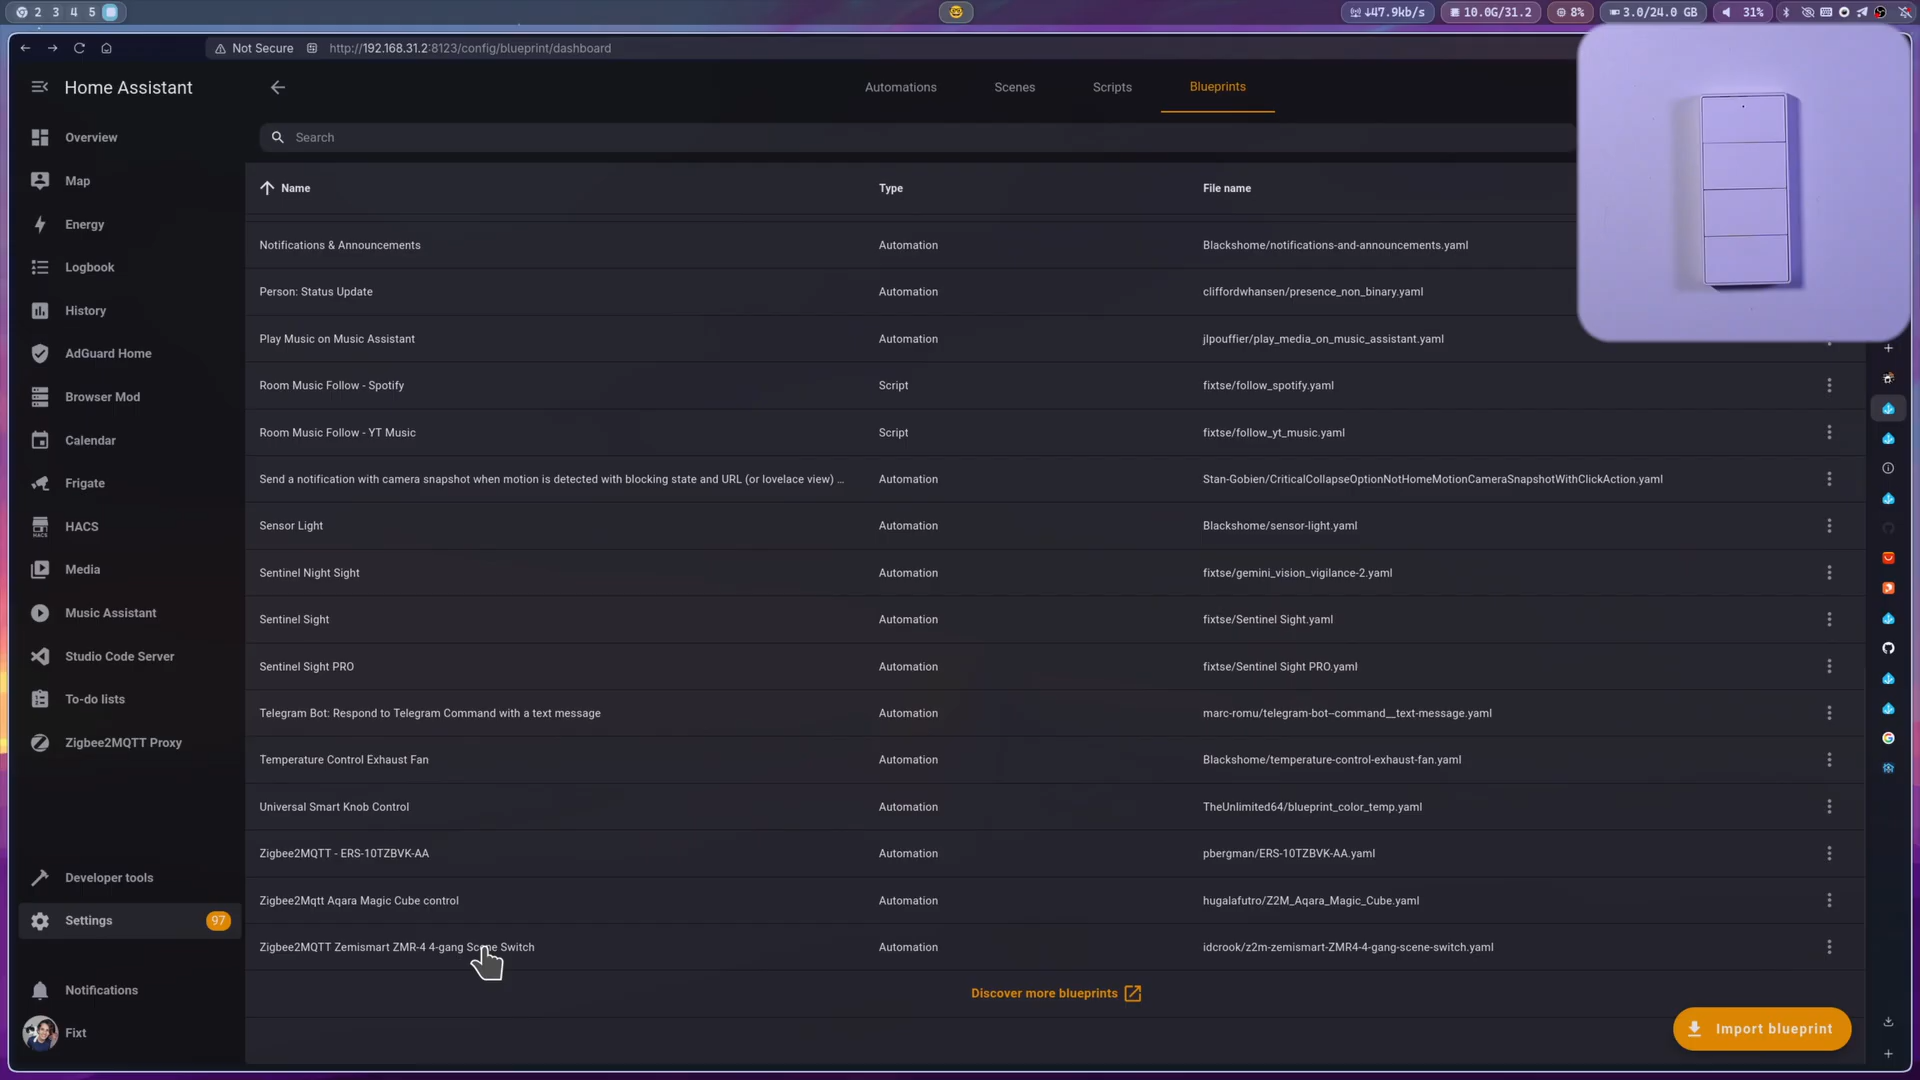 2 3 4 5
↓47.9kb/s
10.0G/31.2
8%
3.0/24.0 GB
31%
Not Secure
http://192.168.31.2:8123/config/blueprint/dashboard
Home Assistant
Automations
Scenes
Scripts
Blueprints
Overview
Map
Energy
Logbook
History
AdGuard Home
Browser Mod
Calendar
Frigate
HACS
HACS
Media
Music Assistant
Studio Code Server
To-do lists
Zigbee2MQTT Proxy
Developer tools
Settings 97
Notifications
Fixt
Search
Name Type File name
Notifications & Announcements Automation Blackshome/notifications-and-announcements.yaml
Person: Status Update Automation cliffordwhansen/presence_non_binary.yaml
Play Music on Music Assistant Automation jlpouffier/play_media_on_music_assistant.yaml
Room Music Follow - Spotify Script fixtse/follow_spotify.yaml
Room Music Follow - YT Music Script fixtse/follow_yt_music.yaml
Send a notification with camera snapshot when motion is detected with blocking state and URL (or lovelace view) ... Automation Stan-Gobien/CriticalCollapseOptionNotHomeMotionCameraSnapshotWithClickAction.yaml
Sensor Light Automation Blackshome/sensor-light.yaml
Sentinel Night Sight Automation fixtse/gemini_vision_vigilance-2.yaml
Sentinel Sight Automation fixtse/Sentinel Sight.yaml
Sentinel Sight PRO Automation fixtse/Sentinel Sight PRO.yaml
Telegram Bot: Respond to Telegram Command with a text message Automation marc-romu/telegram-bot--command__text-message.yaml
Temperature Control Exhaust Fan Automation Blackshome/temperature-control-exhaust-fan.yaml
Universal Smart Knob Control Automation TheUnlimited64/blueprint_color_temp.yaml
Zigbee2MQTT - ERS-10TZBVK-AA Automation pbergman/ERS-10TZBVK-AA.yaml
Zigbee2Mqtt Aqara Magic Cube control Automation hugalafutro/Z2M_Aqara_Magic_Cube.yaml
Zigbee2MQTT Zemismart ZMR-4 4-gang Scene Switch Automation idcrook/z2m-zemismart-ZMR4-4-gang-scene-switch.yaml
Discover more blueprints
Import blueprint